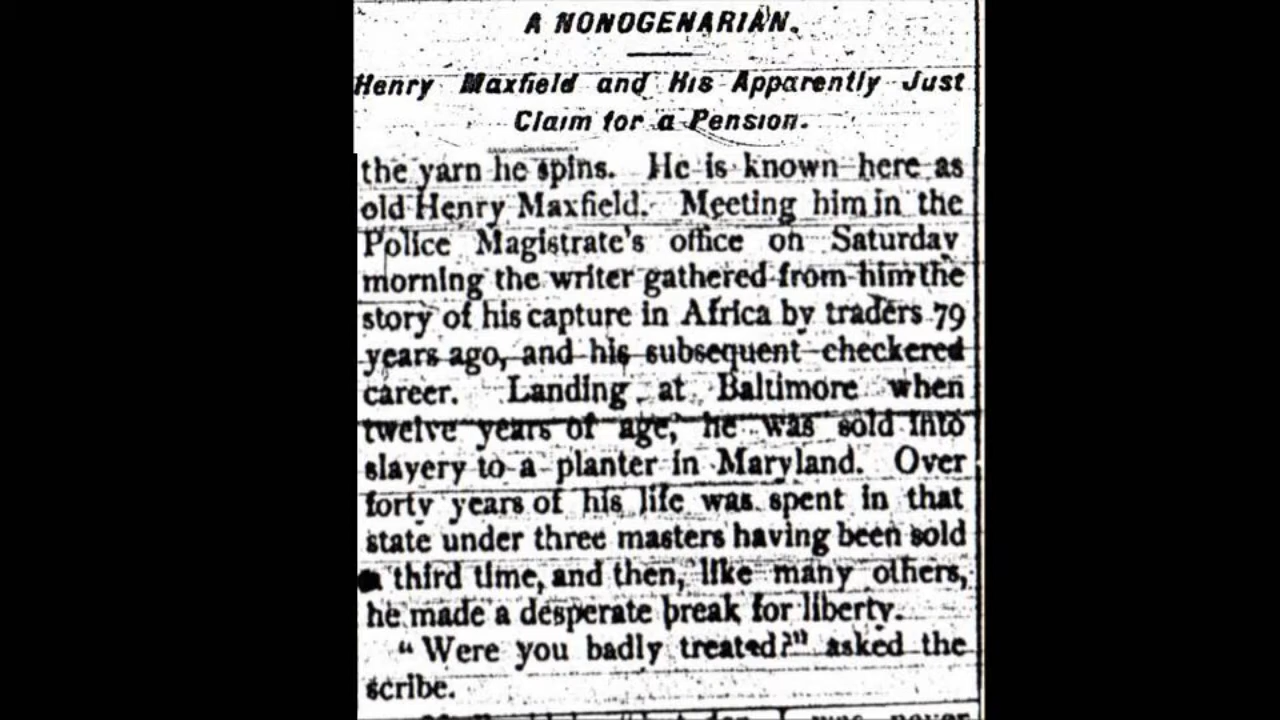 A NONOGENARIAN.
Henry Maxfield and His Apparently Just
Claim for a Pension.
the yarn he spins. He is known here as
old Henry Maxfield. Meeting him in the
Police Magistrate's office on Saturday
morning the writer gathered from him the
story of his capture in Africa by traders 79
years ago, and his subsequent checkered
career. Landing at Baltimore when
twelve years of age, he was sold into
slavery to a planter in Maryland. Over
forty years of his life was spent in that
state under three masters having been sold
a third time, and then, like many others,
he made a desperate break for liberty.
"Were you badly treated?" asked the
scribe.
I was never